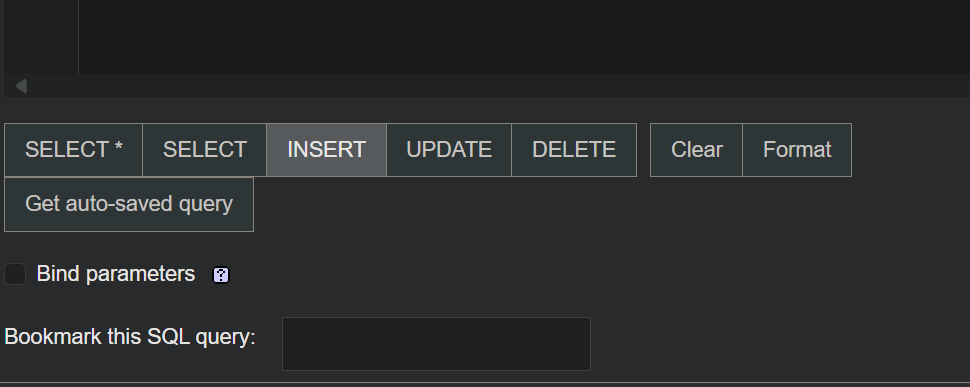 SELECT * SELECT INSERT UPDATE DELETE Clear Format
Get auto-saved query
Bind parameters ?
Bookmark this SQL query: